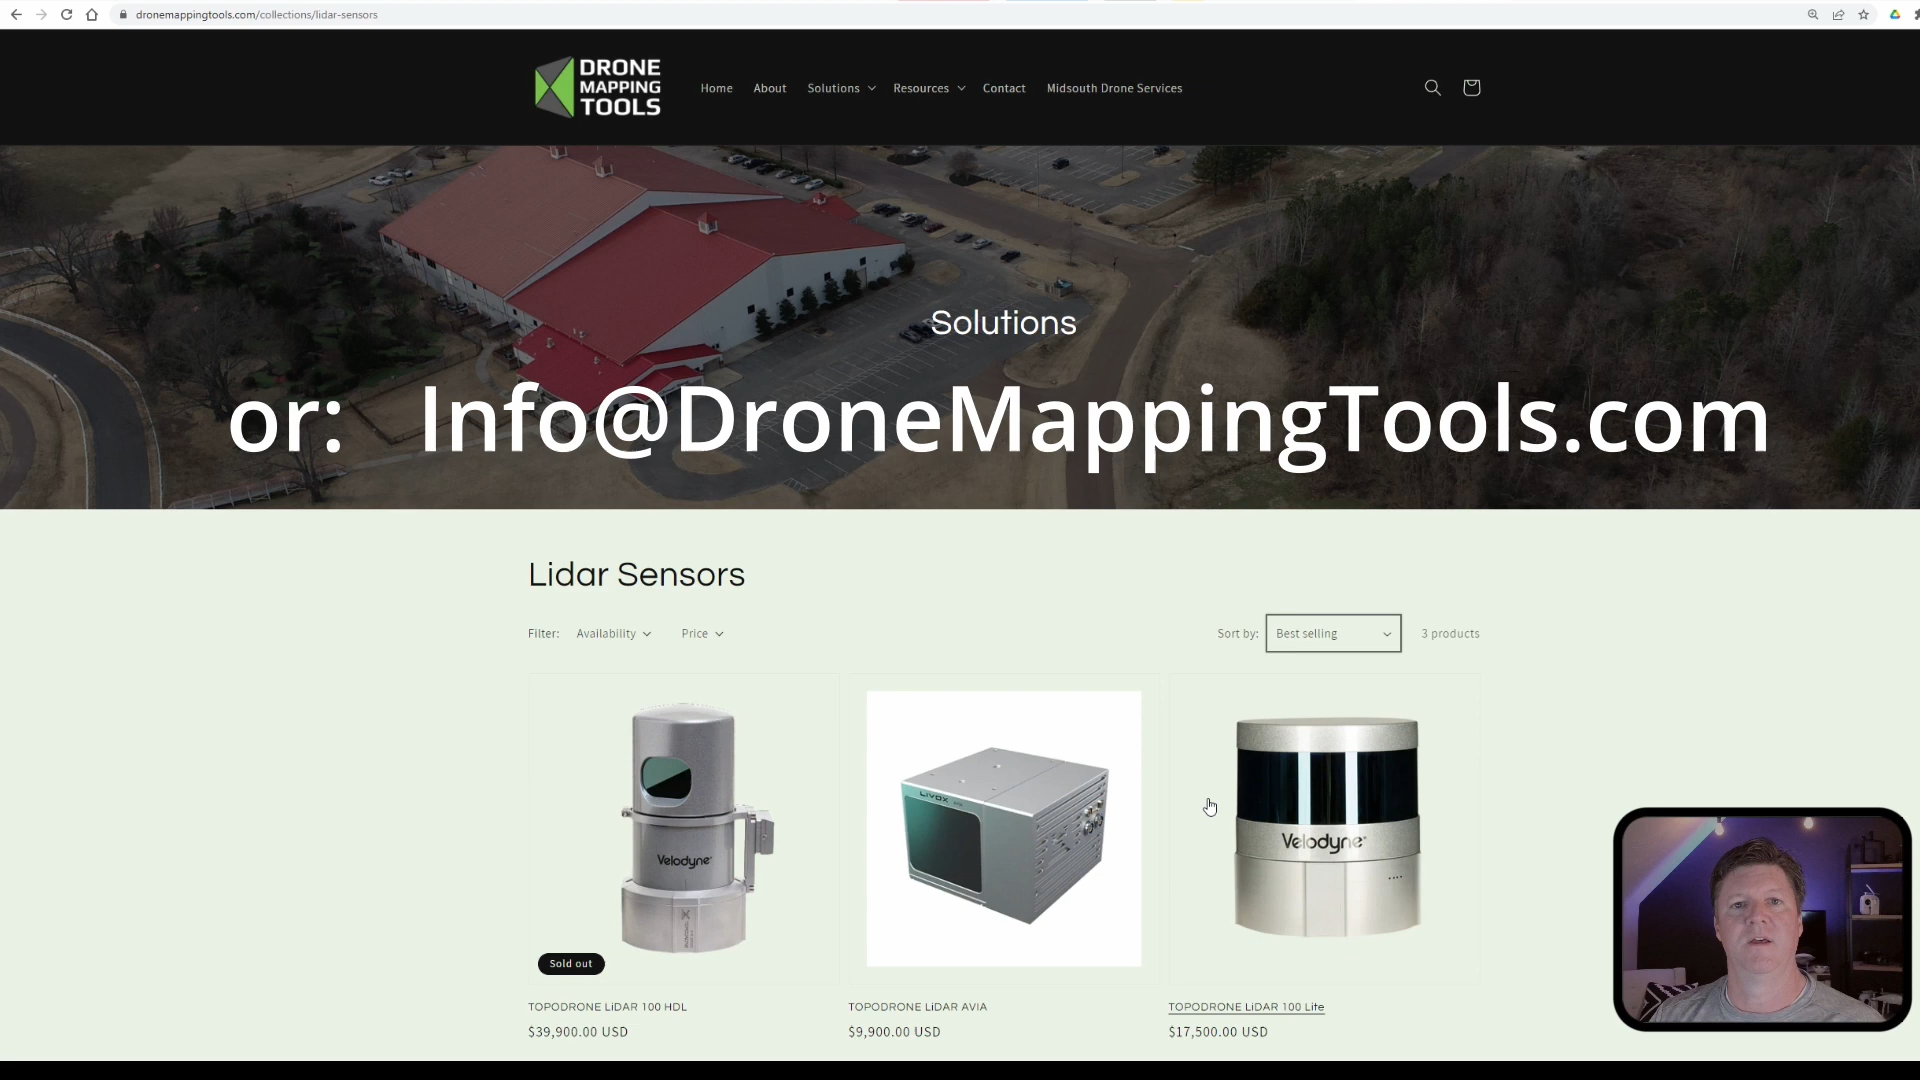 dronemappingtools.com/collections/lidar-sensors
DRONE
MAPPING
TOOLS
Home About Solutions Resources Contact Midsouth Drone Services
Solutions
or: Info@DroneMappingTools.com
Lidar Sensors
Filter: Availability Price Sort by: Best selling 3 products
LIVOX
Velodyne
Velodyne
Sold out
TOPODRONE LiDAR 100 HDL
$39,900.00 USD
TOPODRONE LiDAR AVIA
$9,900.00 USD
TOPODRONE LiDAR 100 Lite
$17,500.00 USD